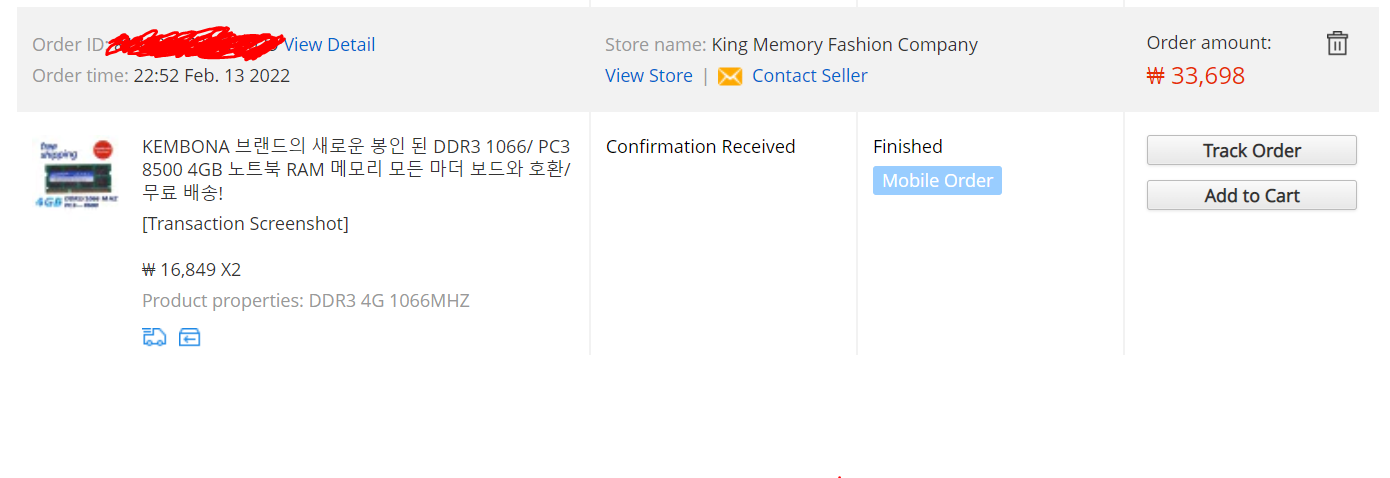 Order ID: View Detail
Order time: 22:52 Feb. 13 2022
Store name: King Memory Fashion Company
View Store | Contact Seller
Order amount:
₩ 33,698
free shipping
4GB
KEMBONA 브랜드의 새로운 봉인 된 DDR3 1066/ PC3
8500 4GB 노트북 RAM 메모리 모든 마더 보드와 호환/
무료 배송!
[Transaction Screenshot]
₩ 16,849 X2
Product properties: DDR3 4G 1066MHZ
Confirmation Received
Finished
Mobile Order
Track Order
Add to Cart